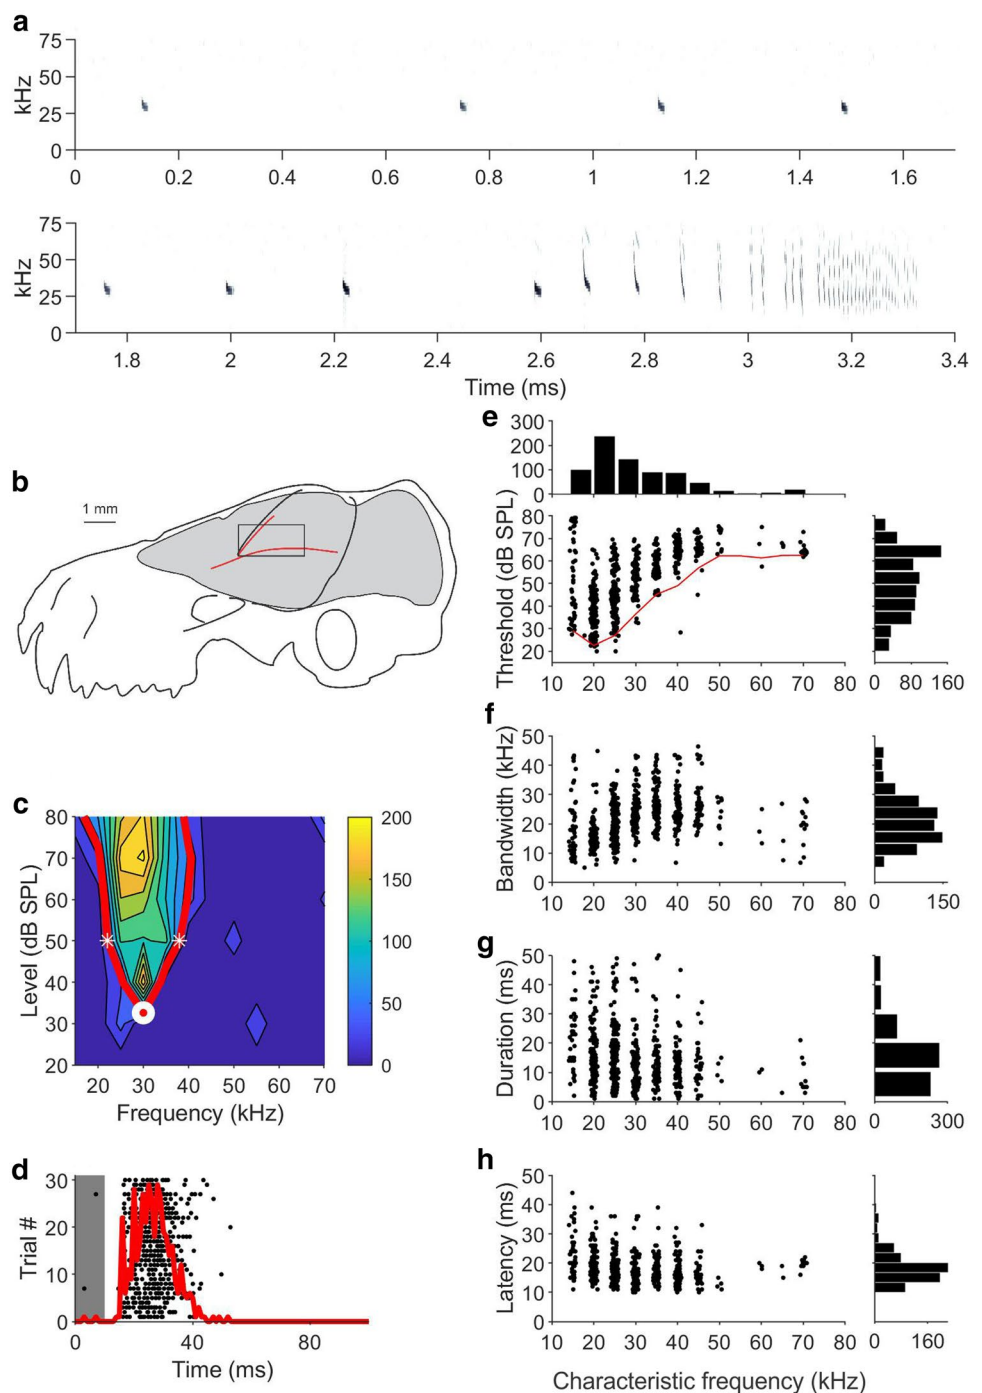 a
75
50
25
0
kHz
0 0.2 0.4 0.6 0.8 1 1.2 1.4 1.6
75
50
25
0
kHz
1.8 2 2.2 2.4 2.6 2.8 3 3.2 3.4
Time (ms)
b
1 mm
c
80
70
60
50
40
30
20
Level (dB SPL)
20 30 40 50 60 70
Frequency (kHz)
200
150
100
50
0
d
30
20
10
0
Trial #
0 40 80
Time (ms)
e
300
200
100
0
80
70
60
50
40
30
20
Threshold (dB SPL)
10 20 30 40 50 60 70 80
0 80 160
f
50
40
30
20
10
0
Bandwidth (kHz)
10 20 30 40 50 60 70 80
0 150
g
50
40
30
20
10
0
Duration (ms)
10 20 30 40 50 60 70 80
0 300
h
50
40
30
20
10
0
Latency (ms)
10 20 30 40 50 60 70 80
0 160
Characteristic frequency (kHz)